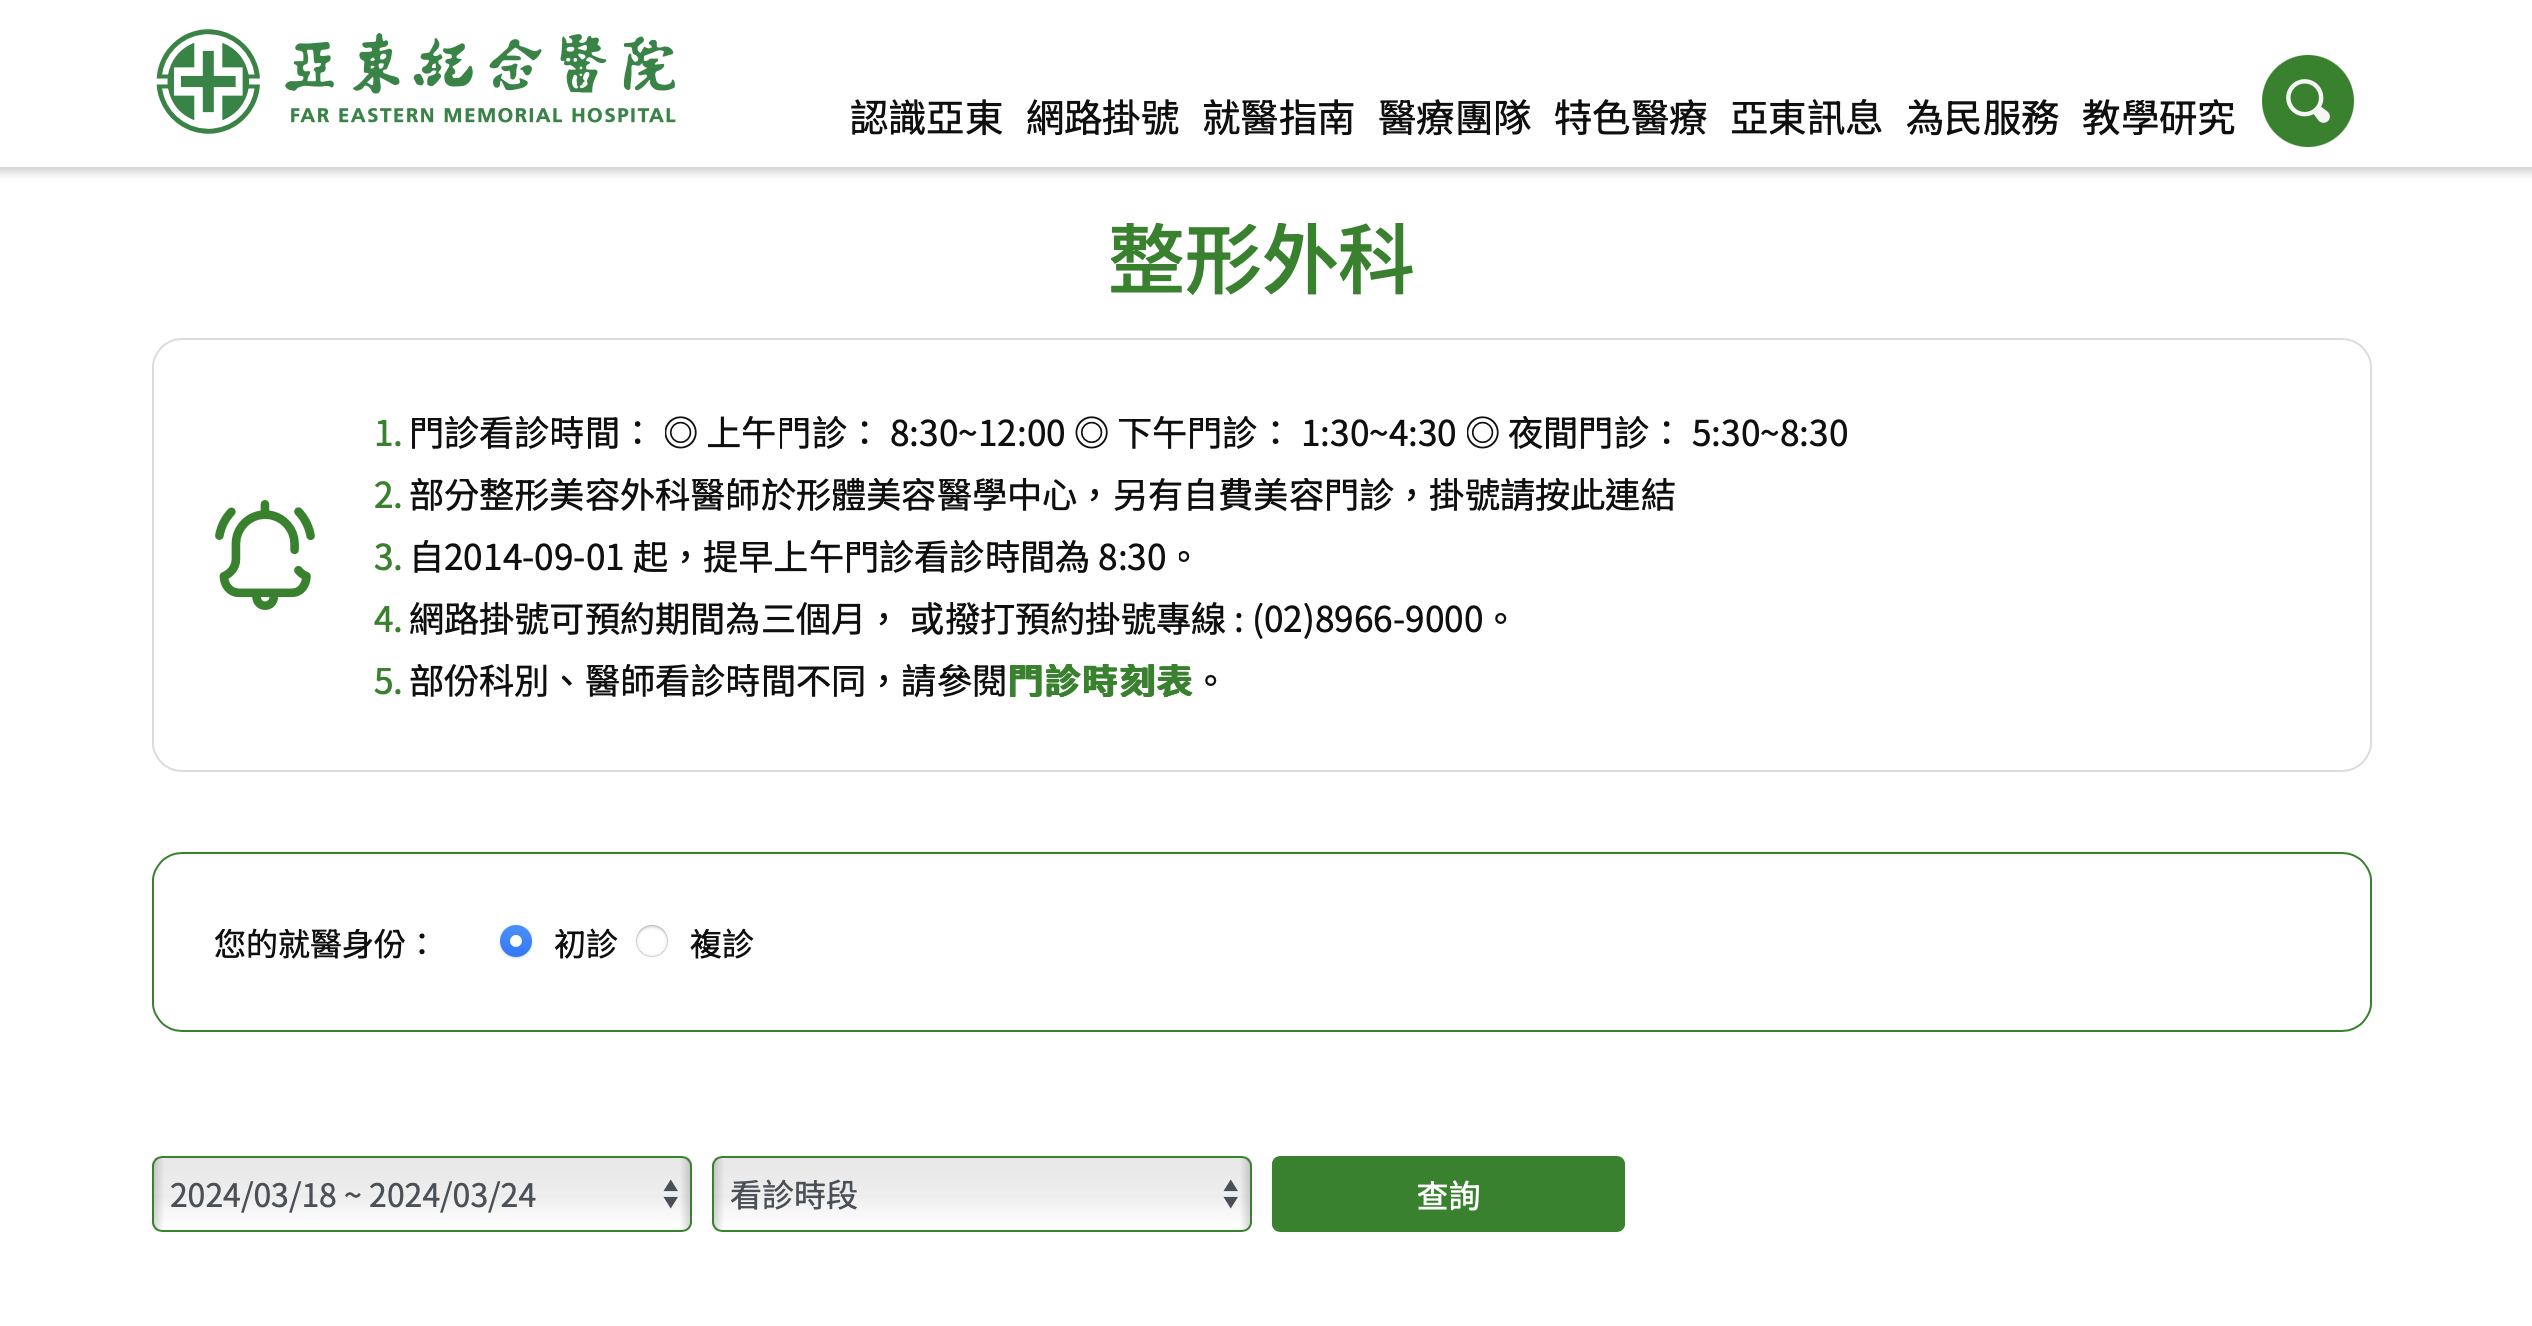 亞東紀念醫院
FAR EASTERN MEMORIAL HOSPITAL
認識亞東 網路掛號 就醫指南 醫療團隊 特色醫療 亞東訊息 為民服務 教學研究
整形外科
1. 門診看診時間： ◎ 上午門診： 8:30~12:00 ◎ 下午門診： 1:30~4:30 ◎ 夜間門診： 5:30~8:30
2. 部分整形美容外科醫師於形體美容醫學中心，另有自費美容門診，掛號請按此連結
3. 自2014-09-01 起，提早上午門診看診時間為 8:30。
4. 網路掛號可預約期間為三個月， 或撥打預約掛號專線 : (02)8966-9000。
5. 部份科別、醫師看診時間不同，請參閱門診時刻表。
您的就醫身份： 初診 複診
2024/03/18 ~ 2024/03/24 看診時段 查詢